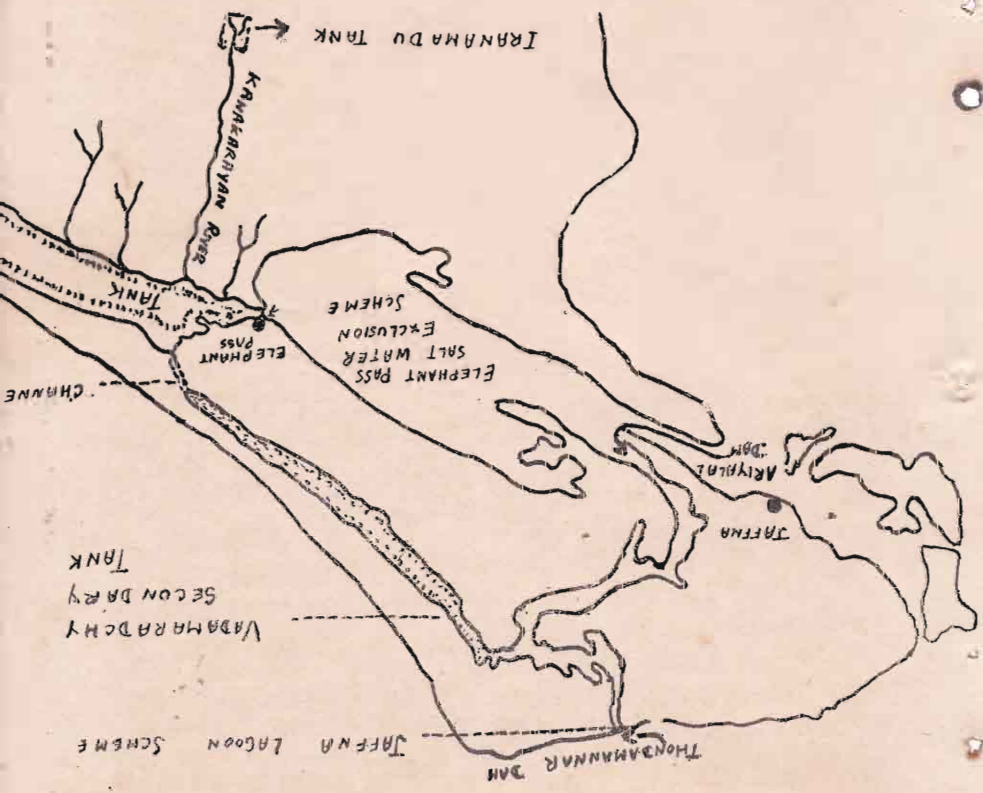 THONDAMANNAR DAM
JAFFNA LAGOON SCHEME
VADAMARADCHY
SECONDARY
TANK
JAFFNA
ARIYALAI
DAM
CHANNE
ELEPHANT PASS
SALT WATER
EXCLUSION
SCHEME
ELEPHANT
PASS
TANK
KANAKARAYAN RIVER
IRANAMADU TANK